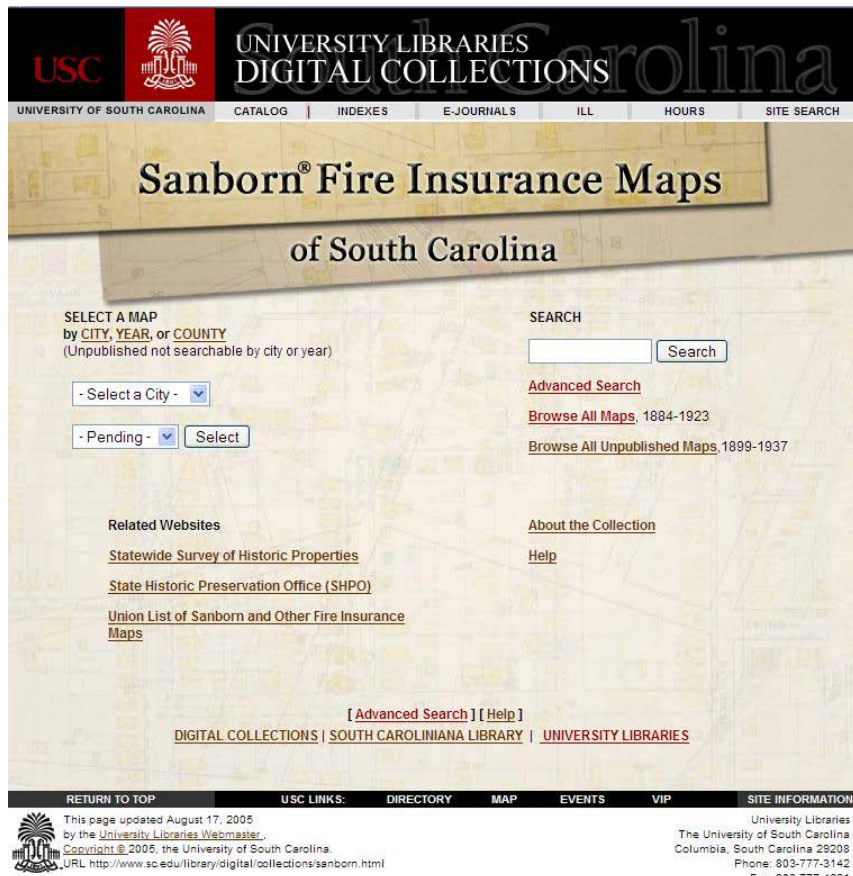 South Carolina
USC
UNIVERSITY LIBRARIES
DIGITAL COLLECTIONS
UNIVERSITY OF SOUTH CAROLINA CATALOG | INDEXES E-JOURNALS ILL HOURS SITE SEARCH
Sanborn® Fire Insurance Maps
of South Carolina
SELECT A MAP
by CITY, YEAR, or COUNTY
(Unpublished not searchable by city or year)
- Select a City -
- Pending - Select
SEARCH
Search
Advanced Search
Browse All Maps, 1884-1923
Browse All Unpublished Maps,1899-1937
Related Websites
Statewide Survey of Historic Properties
State Historic Preservation Office (SHPO)
Union List of Sanborn and Other Fire Insurance
Maps
About the Collection
Help
[ Advanced Search ] [ Help ]
DIGITAL COLLECTIONS | SOUTH CAROLINIANA LIBRARY | UNIVERSITY LIBRARIES
RETURN TO TOP USC LINKS: DIRECTORY MAP EVENTS VIP SITE INFORMATION
This page updated August 17, 2005
by the University Libraries Webmaster .
Copyright © 2005, the University of South Carolina.
URL http://www.sc.edu/library/digital/collections/sanborn.html
University Libraries
The University of South Carolina
Columbia, South Carolina 29208
Phone: 803-777-3142